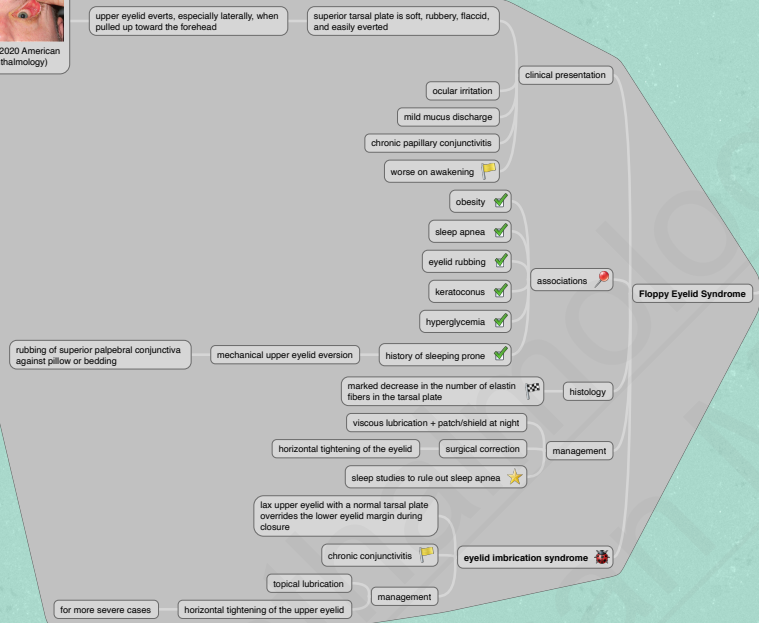 2020 American
upper eyelid everts, especially laterally, when
pulled up toward the forehead
superior tarsal plate is soft, rubbery, flaccid,
and easily everted
clinical presentation
ocular irritation
mild mucus discharge
chronic papillary conjunctivitis
worse on awakening
obesity
sleep apnea
eyelid rubbing
keratoconus
hyperglycemia
associations
Floppy Eyelid Syndrome
rubbing of superior palpebral conjunctiva
against pillow or bedding
mechanical upper eyelid eversion
history of sleeping prone
marked decrease in the number of elastin
fibers in the tarsal plate
histology
viscous lubrication + patch/shield at night
horizontal tightening of the eyelid
surgical correction
management
sleep studies to rule out sleep apnea
lax upper eyelid with a normal tarsal plate
overrides the lower eyelid margin during
closure
chronic conjunctivitis
eyelid imbrication syndrome
topical lubrication
management
for more severe cases
horizontal tightening of the upper eyelid